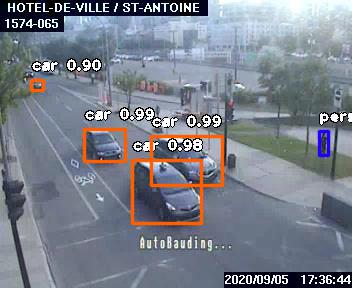 HOTEL-DE-VILLE / ST-ANTOINE
1574-065
car 0.90
car 0.99
car 0.99
car 0.98
pers
AutoBauding...
2020/09/05 17:36:44